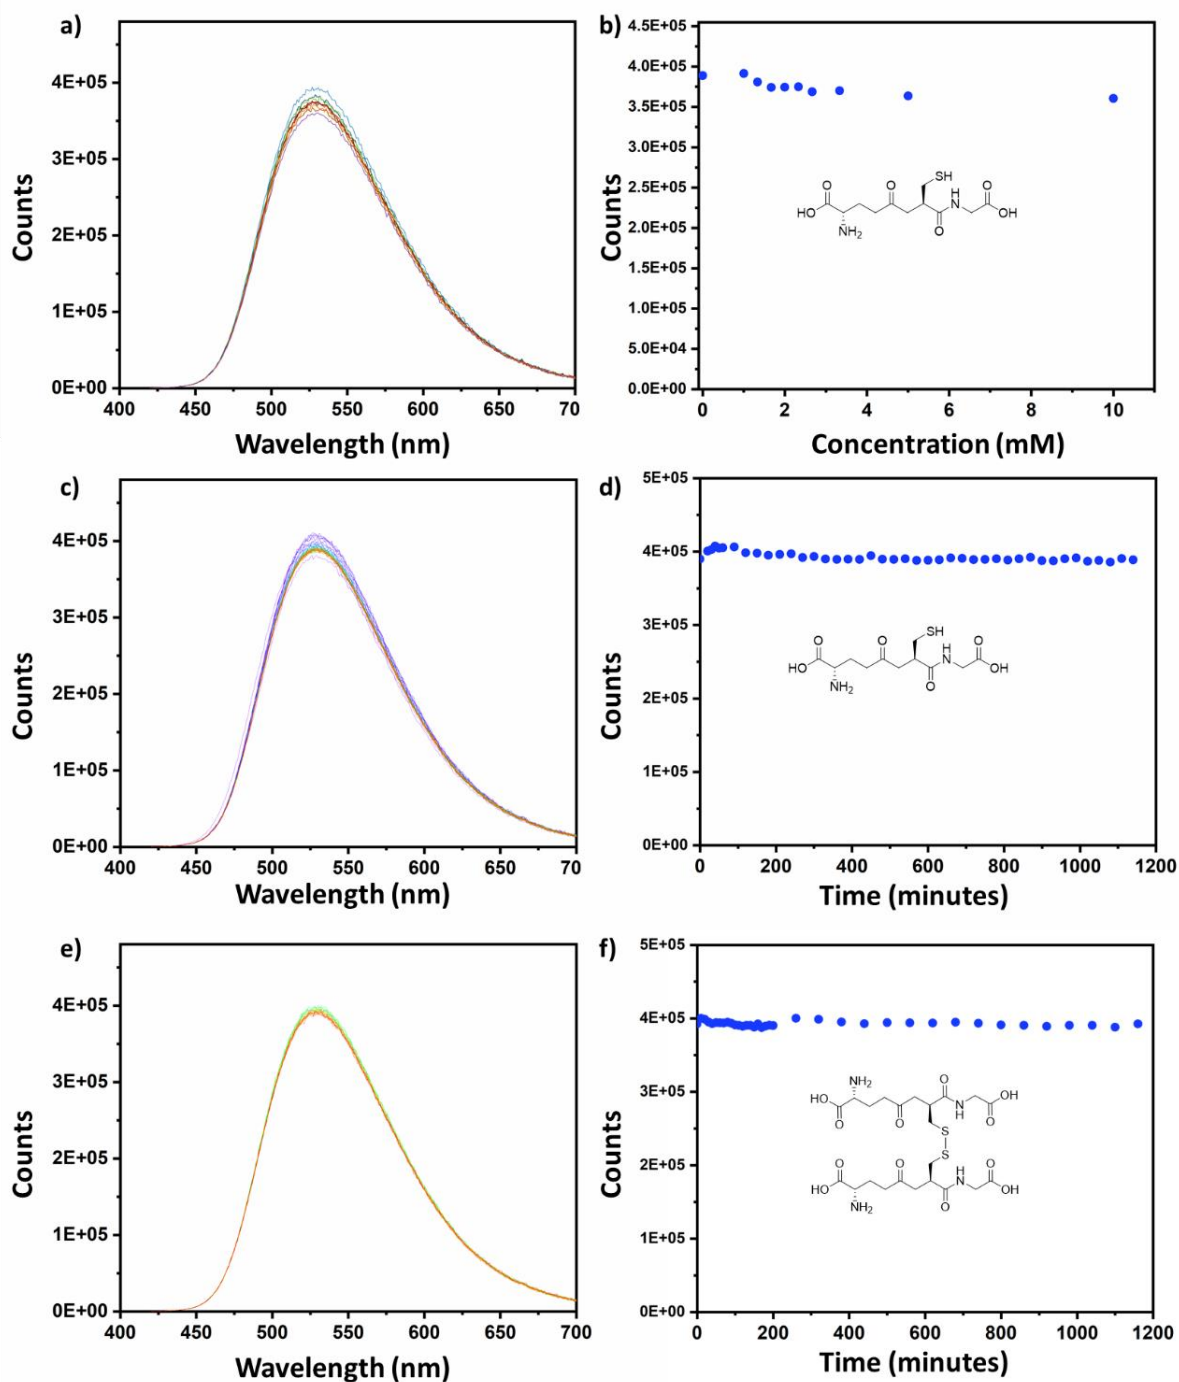 a)
Counts
4E+05
3E+05
2E+05
1E+05
0E+00
400 450 500 550 600 650 70
Wavelength (nm)
b)
Counts
4.5E+05
4.0E+05
3.5E+05
3.0E+05
2.5E+05
2.0E+05
1.5E+05
1.0E+05
5.0E+04
0.0E+00
0 2 4 6 8 10
Concentration (mM)
SH
O O H O
HO N OH
NH2 O
c)
Counts
4E+05
3E+05
2E+05
1E+05
0E+00
400 450 500 550 600 650 70
Wavelength (nm)
d)
Counts
5E+05
4E+05
3E+05
2E+05
1E+05
0E+00
0 200 400 600 800 1000 1200
Time (minutes)
SH
O O H O
HO N OH
NH2 O
e)
Counts
4E+05
3E+05
2E+05
1E+05
0E+00
400 450 500 550 600 650 700
Wavelength (nm)
f)
Counts
5E+05
4E+05
3E+05
2E+05
1E+05
0E+00
0 200 400 600 800 1000 1200
Time (minutes)
NH2 O O
HO N OH
O O H O
S
S
O O H O
HO N OH
NH2 O